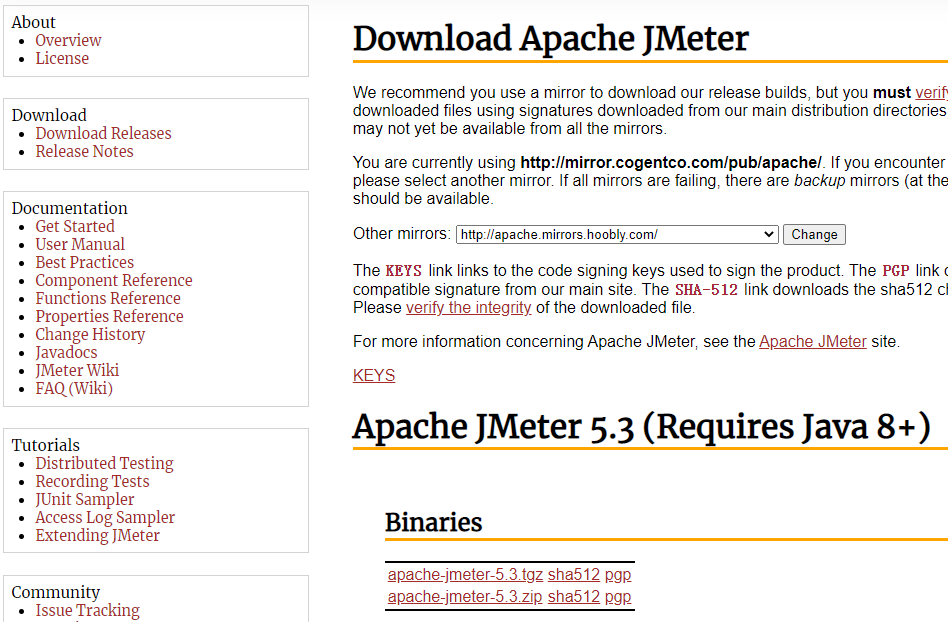 About
Overview
License
Download
Download Releases
Release Notes
Documentation
Get Started
User Manual
Best Practices
Component Reference
Functions Reference
Properties Reference
Change History
Javadocs
JMeter Wiki
FAQ (Wiki)
Tutorials
Distributed Testing
Recording Tests
JUnit Sampler
Access Log Sampler
Extending JMeter
Community
Issue Tracking
Download Apache JMeter
We recommend you use a mirror to download our release builds, but you must verify
downloaded files using signatures downloaded from our main distribution directories
may not yet be available from all the mirrors.
You are currently using http://mirror.cogentco.com/pub/apache/. If you encounter
please select another mirror. If all mirrors are failing, there are backup mirrors (at the
should be available.
Other mirrors: http://apache.mirrors.hoobly.com/ Change
The KEYS link links to the code signing keys used to sign the product. The PGP link
compatible signature from our main site. The SHA-512 link downloads the sha512
Please verify the integrity of the downloaded file.
For more information concerning Apache JMeter, see the Apache JMeter site.
KEYS
Apache JMeter 5.3 (Requires Java 8+)
Binaries
apache-jmeter-5.3.tgz sha512 pgp
apache-jmeter-5.3.zip sha512 pgp